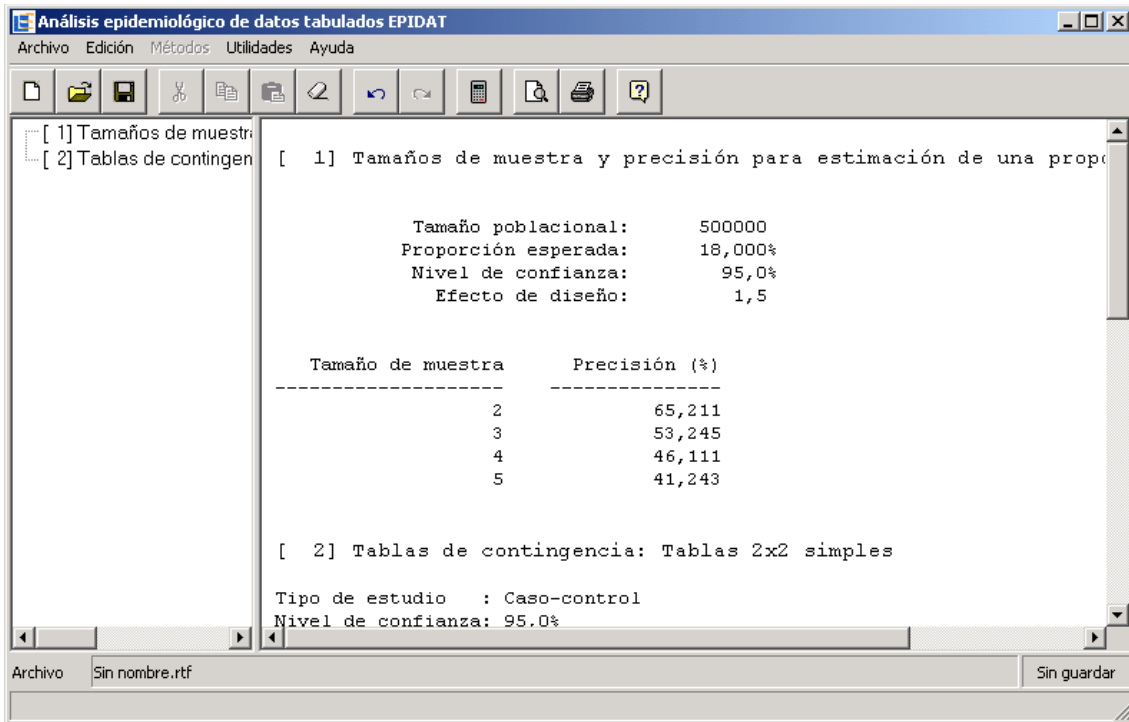 Análisis epidemiológico de datos tabulados EPIDAT
Archivo Edición Métodos Utilidades Ayuda
[ 1] Tamaños de muestr
[ 2] Tablas de contingen
[ 1] Tamaños de muestra y precisión para estimación de una prop
Tamaño poblacional: 500000
Proporción esperada: 18,000%
Nivel de confianza: 95,0%
Efecto de diseño: 1,5
Tamaño de muestra Precisión (%)
-------------------- ---------------
2 65,211
3 53,245
4 46,111
5 41,243
[ 2] Tablas de contingencia: Tablas 2x2 simples
Tipo de estudio : Caso-control
Nivel de confianza: 95,0%
Archivo Sin nombre.rtf Sin guardar